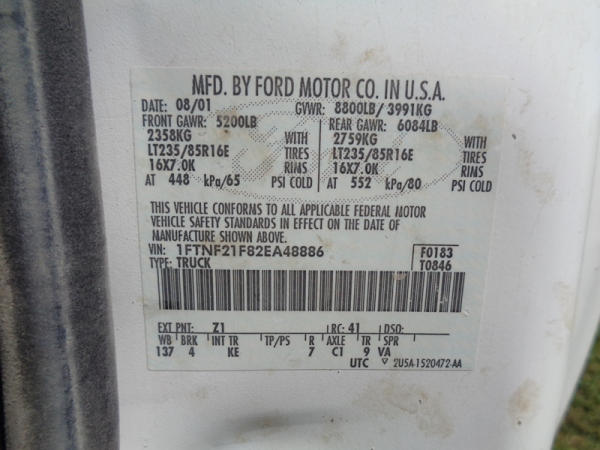 MFD. BY FORD MOTOR CO. IN U.S.A.
DATE: 08/01 GVWR: 8800LB/3991KG
FRONT GAWR: 5200LB REAR GAWR: 6084LB
2358KG WITH 2759KG WITH
LT235/85R16E TIRES LT235/85R16E TIRES
16X7.0K RIMS 16X7.0K RIMS
AT 448 kPa/65 PSI COLD AT 552 kPa/80 PSI COLD
THIS VEHICLE CONFORMS TO ALL APPLICABLE FEDERAL MOTOR
VEHICLE SAFETY STANDARDS IN EFFECT ON THE DATE OF
MANUFACTURE SHOWN ABOVE.
VIN: 1FTNF21F82EA48886 F0183
TYPE: TRUCK T0846
EXT PNT: Z1 RC: 41 DSO:
WB BRK INT TR TP/PS R AXLE TR SPR
137 4 KE 7 C1 9 VA
UTC ▽ 2U5A-1520472-AA